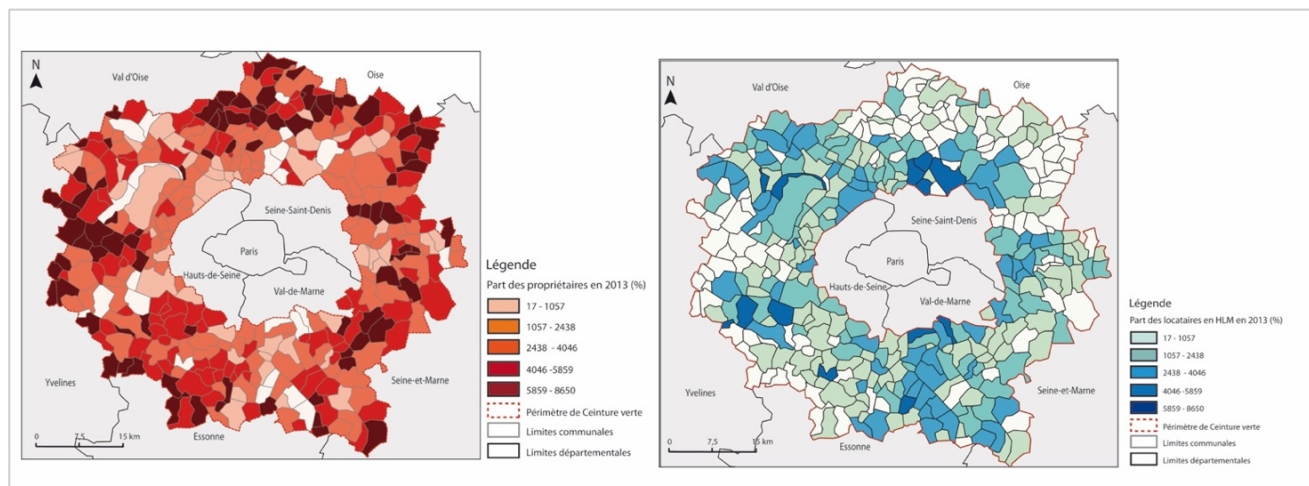 N
Val d'Oise
Oise
Seine-Saint-Denis
Paris
Hauts-de-Seine
Val-de-Marne
Yvelines
Seine-et-Marne
Essonne
0 7,5 15 km
Légende
Part des propriétaires en 2013 (%)
17 - 1057
1057 - 2438
2438 - 4046
4046 -5859
5859 - 8650
Périmètre de Ceinture verte
Limites communales
Limites départementales
N
Val d'Oise
Oise
Seine-Saint-Denis
Paris
Hauts-de-Seine
Val-de-Marne
Yvelines
Seine-et-Marne
Essonne
0 7,5 15 km
Légende
Part des locataires en HLM en 2013 (%)
17 - 1057
1057 - 2438
2438 - 4046
4046 -5859
5859 - 8650
Périmètre de Ceinture verte
Limites communales
Limites départementales